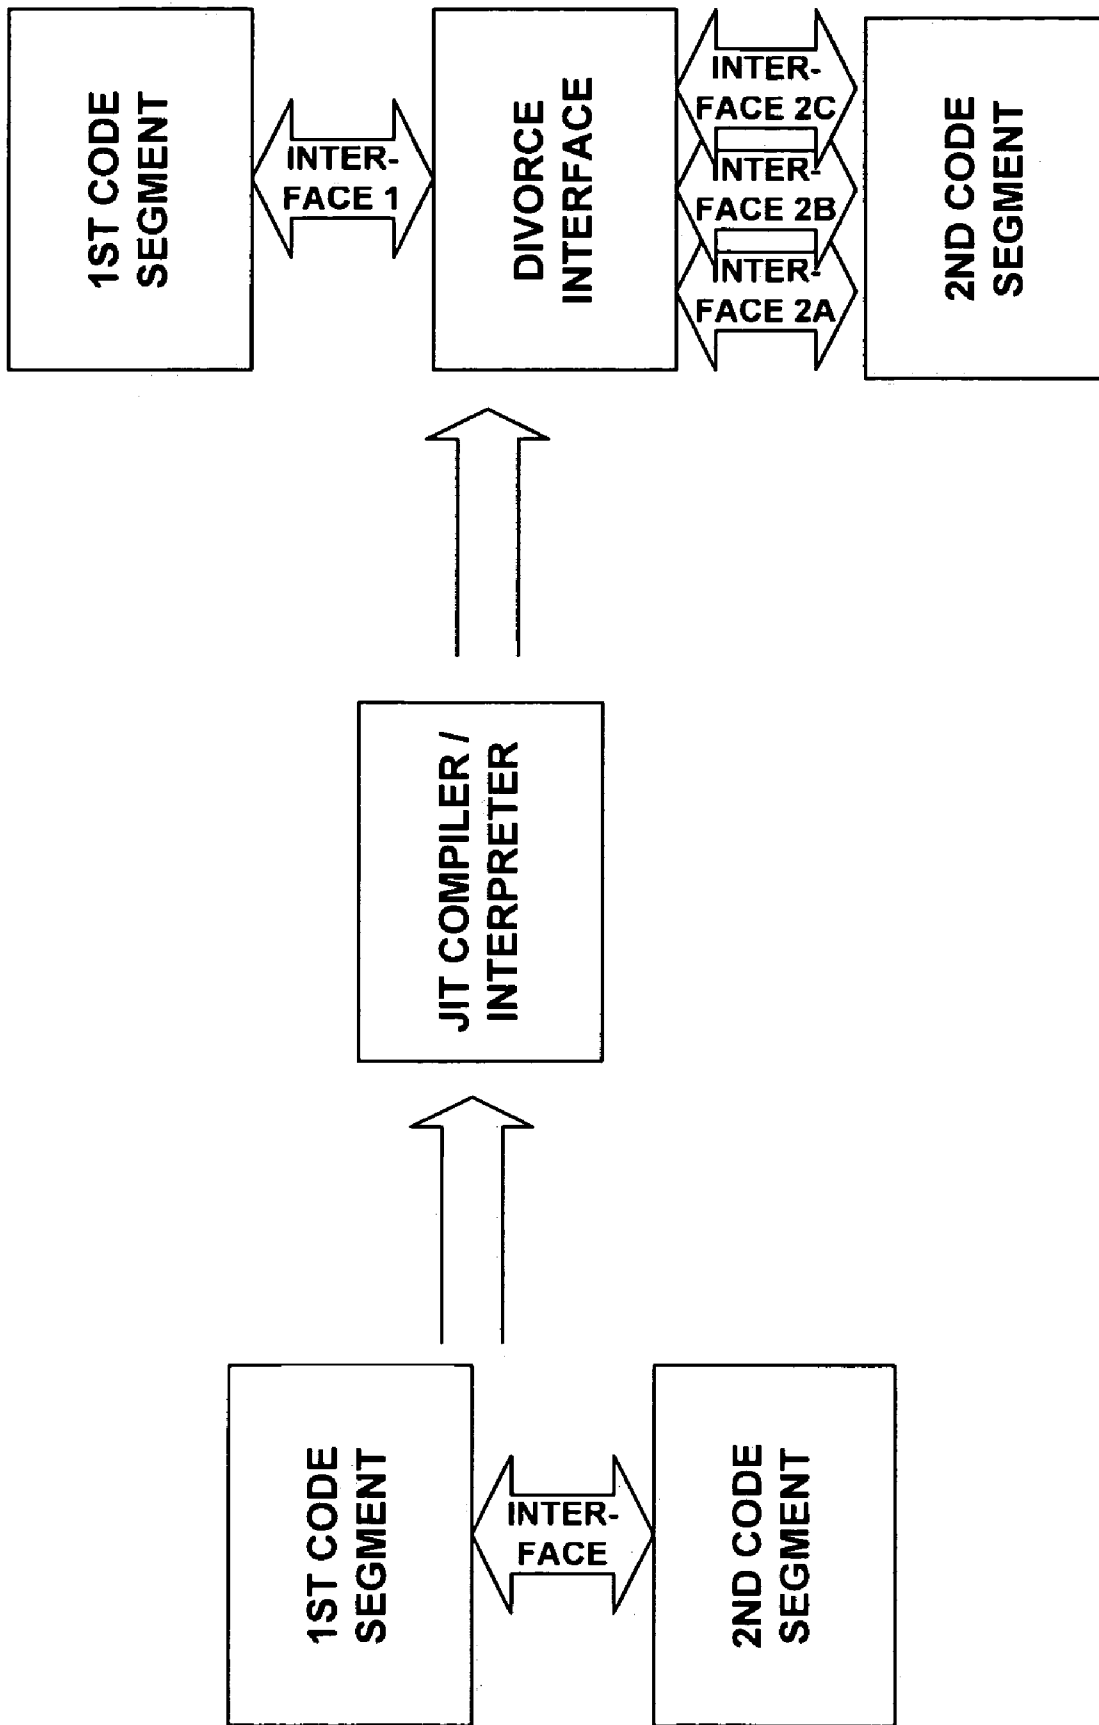 1ST CODE
SEGMENT
INTER-
FACE 1
DIVORCE
INTERFACE
INTER-
FACE 2C
INTER-
FACE 2B
INTER-
FACE 2A
2ND CODE
SEGMENT
JIT COMPILER /
INTERPRETER
1ST CODE
SEGMENT
INTER-
FACE
2ND CODE
SEGMENT